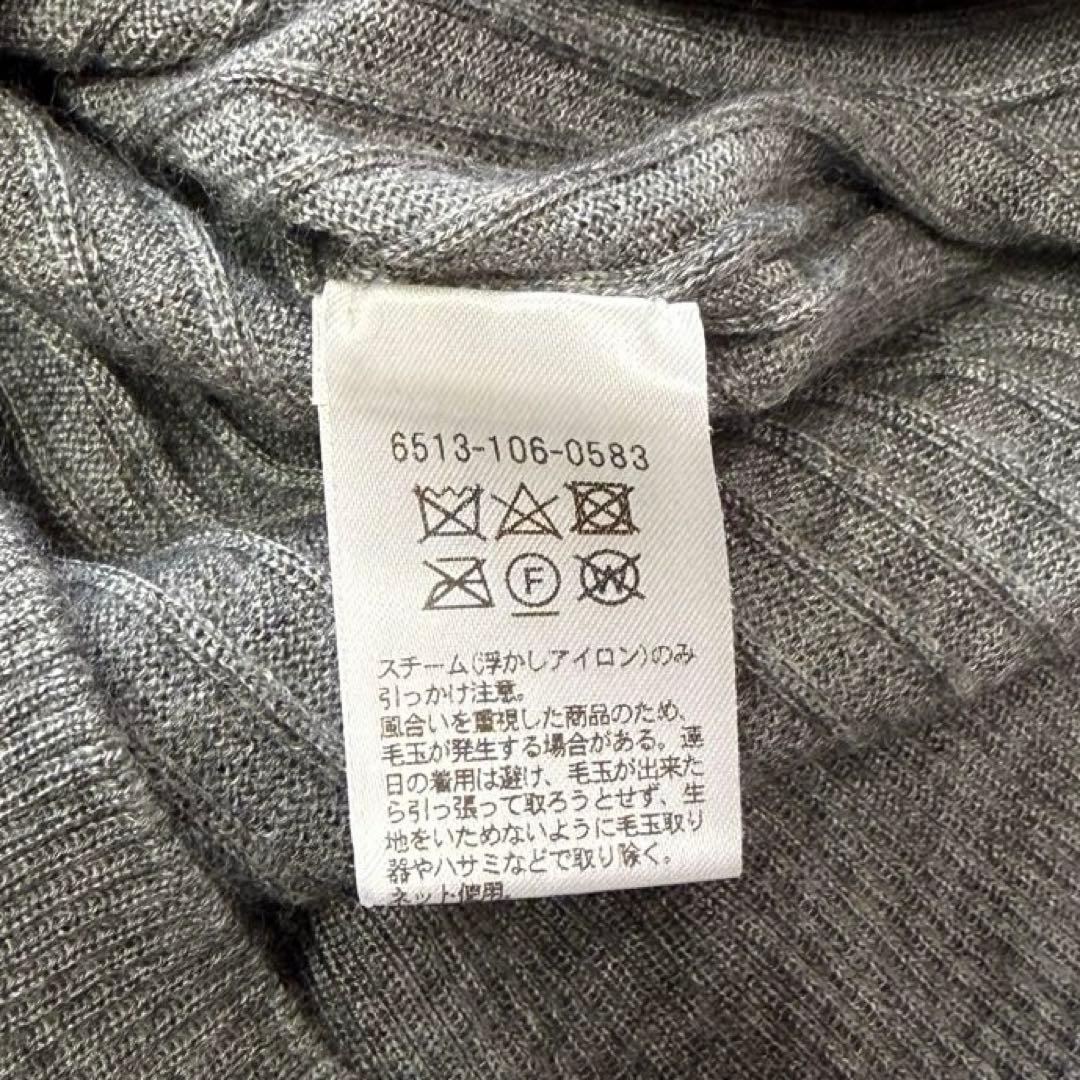 6513-106-0583
F
W
スチーム(浮かしアイロン)のみ
引っかけ注意。
風合いを重視した商品のため、
毛玉が発生する場合がある。連
日の着用は避け、毛玉が出来た
ら引っ張って取ろうとせず、生
地をいためないように毛玉取り
器やハサミなどで取り除く。
ネット使用